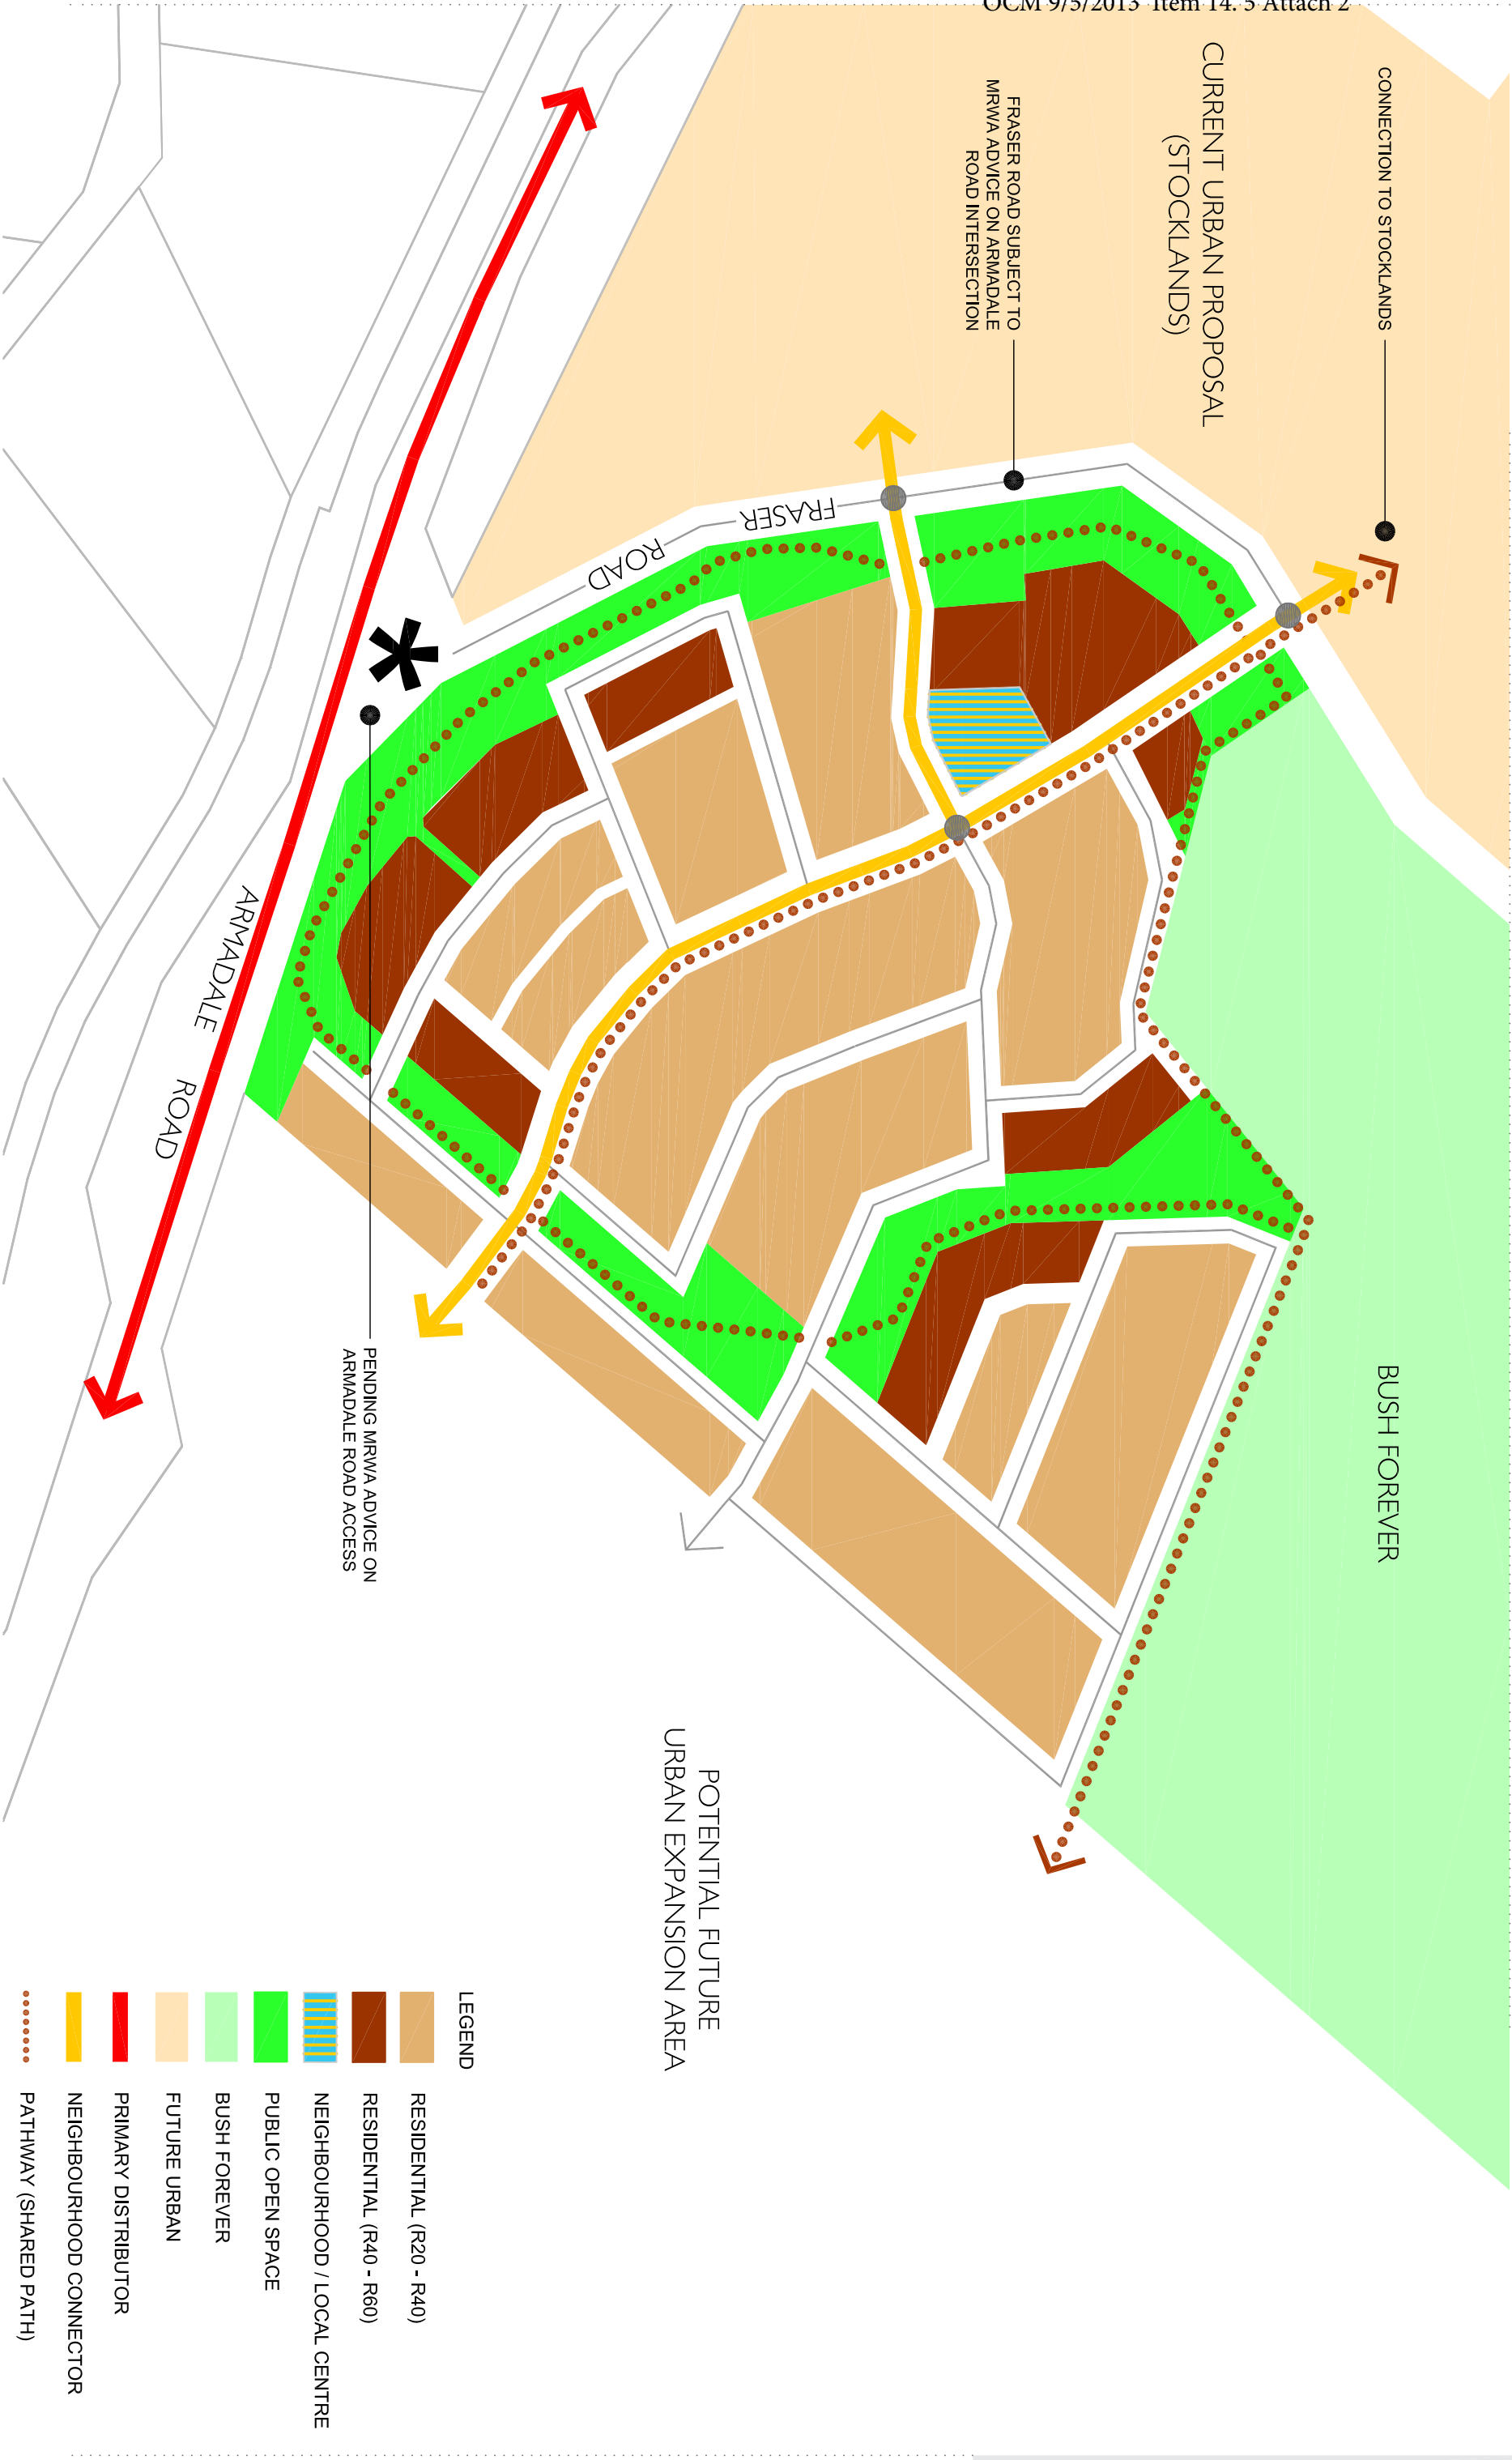 OCM 9/5/2013 Item 14. 5 Attach 2
CONNECTION TO STOCKLANDS
CURRENT URBAN PROPOSAL
(STOCKLANDS)
FRASER ROAD SUBJECT TO
MRWA ADVICE ON ARMADALE
ROAD INTERSECTION
FRASER
ROAD
ARMADALE
ROAD
BUSH FOREVER
PENDING MRWA ADVICE ON
ARMADALE ROAD ACCESS
POTENTIAL FUTURE
URBAN EXPANSION AREA
LEGEND
RESIDENTIAL (R20 - R40)
RESIDENTIAL (R40 - R60)
NEIGHBOURHOOD / LOCAL CENTRE
PUBLIC OPEN SPACE
BUSH FOREVER
FUTURE URBAN
PRIMARY DISTRIBUTOR
NEIGHBOURHOOD CONNECTOR
PATHWAY (SHARED PATH)